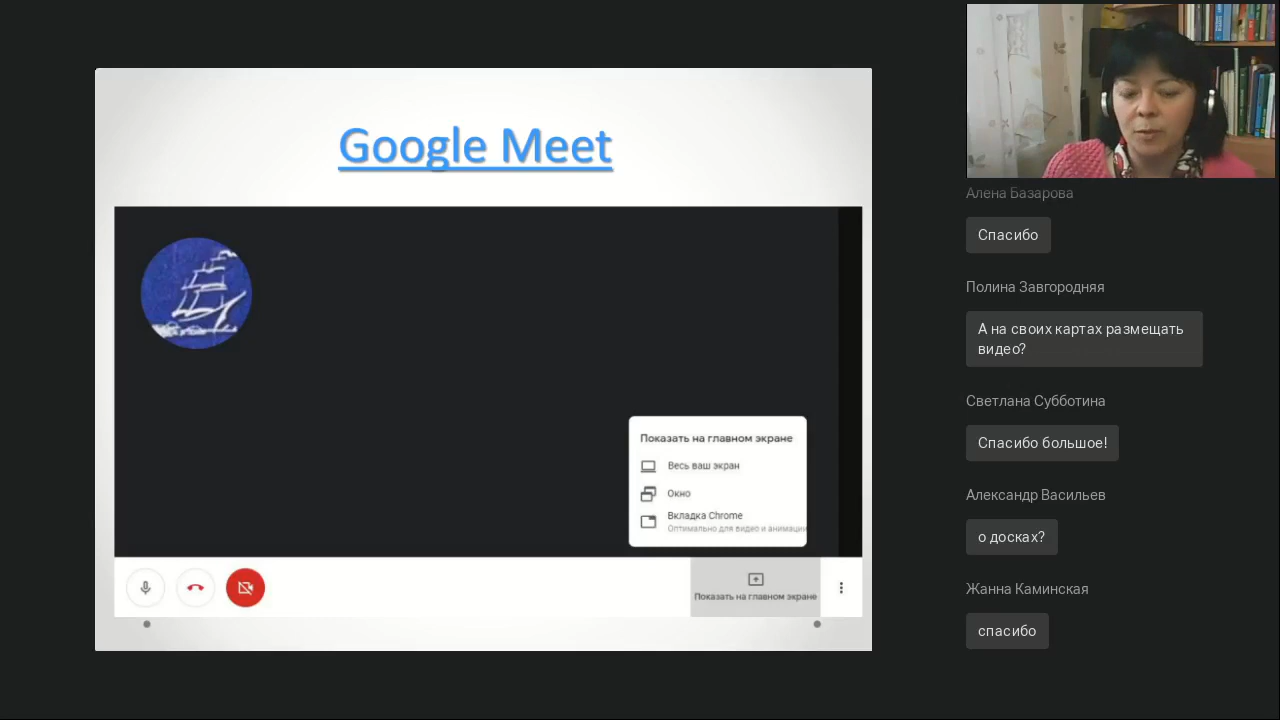 Google Meet
Показать на главном экране
Весь ваш экран
Окно
Вкладка Chrome
Оптимально для видео и анимации
Показать на главном экране
Алена Базарова
Спасибо
Полина Завгородняя
А на своих картах размещать
видео?
Светлана Субботина
Спасибо большое!
Александр Васильев
о досках?
Жанна Каминская
спасибо